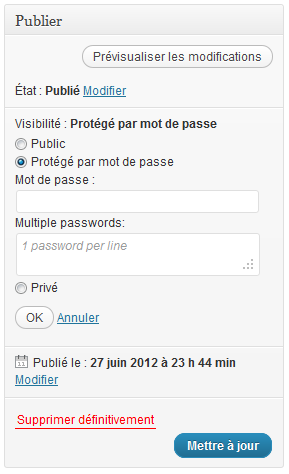 Publier
Prévisualiser les modifications
État : Publié Modifier
Visibilité : Protégé par mot de passe
Public
Protégé par mot de passe
Mot de passe :
Multiple passwords:
1 password per line
Privé
OK Annuler
Publié le : 27 juin 2012 à 23 h 44 min
Modifier
Supprimer définitivement
Mettre à jour